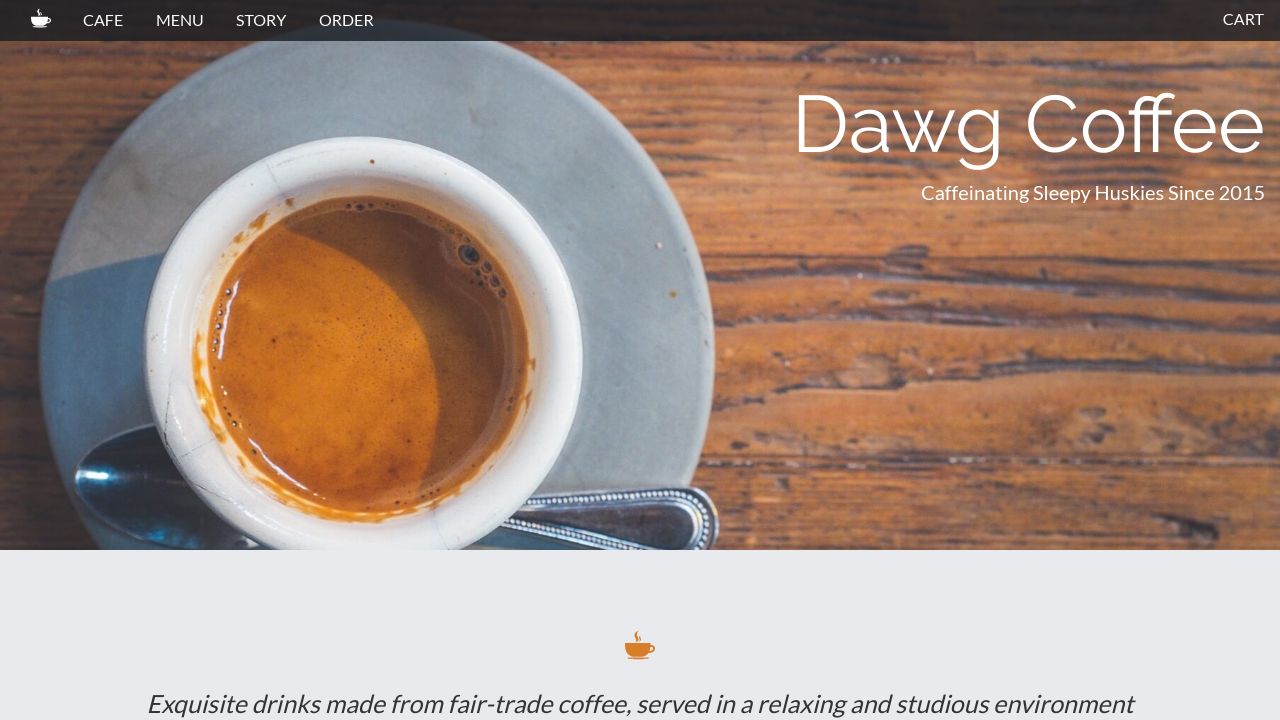 CAFE MENU STORY ORDER CART
Dawg Coffee
Caffeinating Sleepy Huskies Since 2015
Exquisite drinks made from fair-trade coffee, served in a relaxing and studious environment